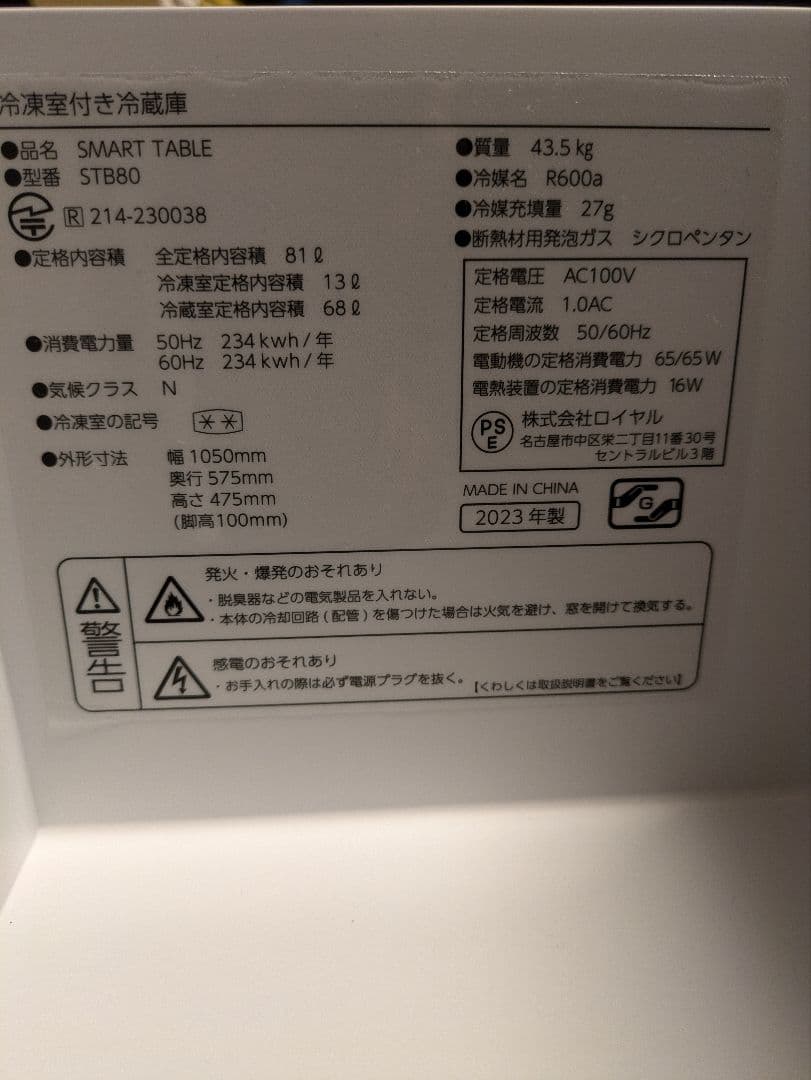 冷凍室付き冷蔵庫
●品名 SMART TABLE
●型番 STB80
R 214-230038
●定格内容積 全定格内容積 81ℓ
冷凍室定格内容積 13ℓ
冷蔵室定格内容積 68ℓ
●消費電力量 50Hz 234kwh/年
60Hz 234kwh/年
●気候クラス N
●冷凍室の記号 **
●外形寸法 幅 1050mm
奥行 575mm
高さ 475mm
(脚高100mm)
●質量 43.5kg
●冷媒名 R600a
●冷媒充填量 27g
●断熱材用発泡ガス シクロペンタン
定格電圧 AC100V
定格電流 1.0AC
定格周波数 50/60Hz
電動機の定格消費電力 65/65W
電熱装置の定格消費電力 16W
PS
E
株式会社ロイヤル
名古屋市中区栄二丁目11番30号
セントラルビル3階
MADE IN CHINA
2023年製
G
警告
発火・爆発のおそれあり
・脱臭器などの電気製品を入れない。
・本体の冷却回路(配管)を傷つけた場合は火気を避け、窓を開けて換気する。
感電のおそれあり
・お手入れの際は必ず電源プラグを抜く。【くわしくは取扱説明書をご覧ください】